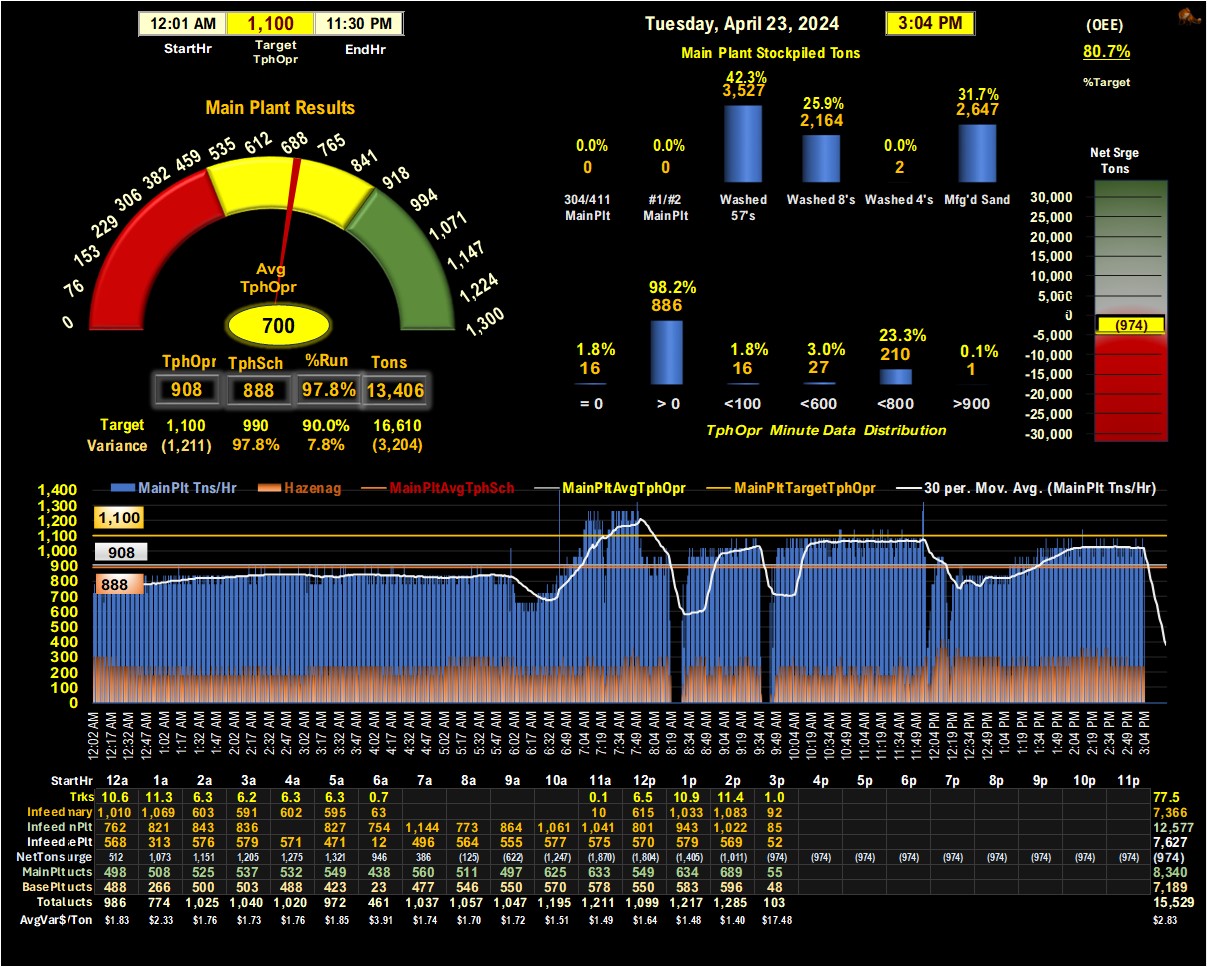 12:01 AM 1,100 11:30 PM
StartHr Target TphOpr EndHr
Tuesday, April 23, 2024 3:04 PM
(OEE)
80.7%
%Target
Main Plant Stockpiled Tons
42.3% 25.9% 31.7%
3,527 2,164 2,647
0.0% 0.0% 0.0%
0 0 2
304/411 MainPlt #1/#2 MainPlt Washed 57's Washed 8's Washed 4's Mfg'd Sand
Main Plant Results
0 76 153 229 306 382 459 535 612 688 765 841 918 994 1,071 1,147 1,224 1,300
Avg
TphOpr
700
TphOpr TphSch %Run Tons
908 888 97.8% 13,406
Target 1,100 990 90.0% 16,610
Variance (1,211) 97.8% 7.8% (3,204)
1.8% 98.2% 1.8% 3.0% 23.3% 0.1%
16 886 16 27 210 1
= 0 > 0 <100 <600 <800 >900
TphOpr Minute Data Distribution
Net Srge
Tons
30,000
25,000
20,000
15,000
10,000
5,000
0
(974)
-5,000
-10,000
-15,000
-20,000
-25,000
-30,000
MainPlt Tns/Hr Hazenag MainPltAvgTphSch MainPltAvgTphOpr MainPltTargetTphOpr 30 per. Mov. Avg. (MainPlt Tns/Hr)
1,400
1,300
1,200
1,100
1,000
900
800
700
600
500
400
300
200
100
0
1,100
908
888
12:02 AM 12:17 AM 12:32 AM 12:47 AM 1:02 AM 1:17 AM 1:32 AM 1:47 AM 2:02 AM 2:17 AM 2:32 AM 2:47 AM 3:02 AM 3:17 AM 3:32 AM 3:47 AM 4:02 AM 4:17 AM 4:32 AM 4:47 AM 5:02 AM 5:17 AM 5:32 AM 5:47 AM 6:02 AM 6:17 AM 6:32 AM 6:49 AM 7:04 AM 7:19 AM 7:34 AM 7:49 AM 8:04 AM 8:19 AM 8:34 AM 8:49 AM 9:04 AM 9:19 AM 9:34 AM 9:49 AM 10:04 AM 10:19 AM 10:34 AM 10:49 AM 11:04 AM 11:19 AM 11:34 AM 11:49 AM 12:04 PM 12:19 PM 12:34 PM 12:49 PM 1:04 PM 1:19 PM 1:34 PM 1:49 PM 2:04 PM 2:19 PM 2:34 PM 2:49 PM 3:04 PM
StartHr 12a 1a 2a 3a 4a 5a 6a 7a 8a 9a 10a 11a 12p 1p 2p 3p 4p 5p 6p 7p 8p 9p 10p 11p
Trks 10.6 11.3 6.3 6.2 6.3 6.3 0.7 0.1 6.5 10.9 11.4 1.0 77.5
Infeed mary 1,010 1,069 603 591 602 595 63 10 615 1,033 1,083 92 7,366
Infeed nPlt 762 821 843 836 827 754 1,144 773 864 1,061 1,041 801 943 1,022 85 12,577
Infeed ePlt 568 313 576 579 571 471 12 496 564 555 577 575 570 579 569 52 7,627
NetTons urge 512 1,073 1,151 1,205 1,275 1,321 946 386 (125) (622) (1,247) (1,870) (1,804) (1,405) (1,011) (974) (974) (974) (974) (974) (974) (974) (974) (974) (974)
MainPlt ucts 498 508 525 537 532 549 438 560 511 497 625 633 549 634 689 55 8,340
BasePlt ucts 488 266 500 503 488 423 23 477 546 550 570 578 550 583 596 48 7,189
Total ucts 986 774 1,025 1,040 1,020 972 461 1,037 1,057 1,047 1,195 1,211 1,099 1,217 1,285 103 15,529
AvgVar$/Ton $1.83 $2.33 $1.76 $1.73 $1.76 $1.85 $3.91 $1.74 $1.70 $1.72 $1.51 $1.49 $1.64 $1.48 $1.40 $17.48 $2.83